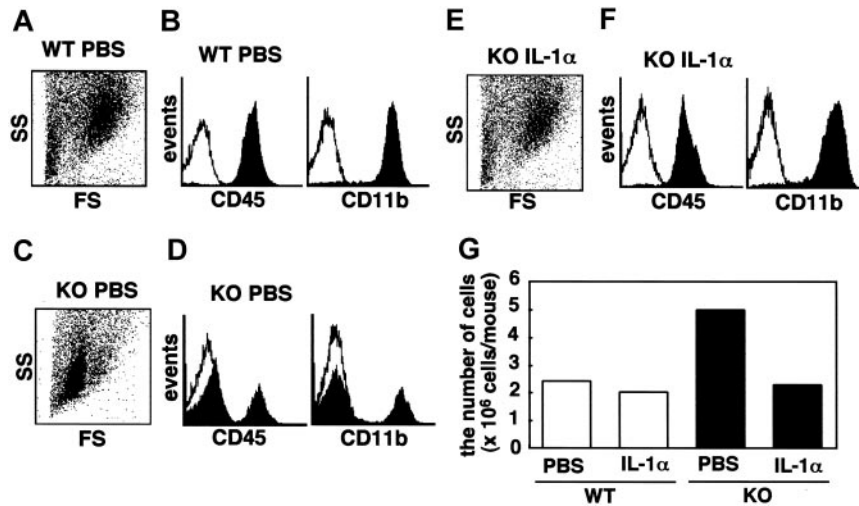 A
WT PBS
SS
FS
B
WT PBS
events
CD45
CD11b
E
KO IL-1α
SS
FS
F
KO IL-1α
events
CD45
CD11b
C
KO PBS
SS
FS
D
KO PBS
events
CD45
CD11b
G
the number of cells
(x 10⁶ cells/mouse)
6
5
4
3
2
1
0
PBS IL-1α PBS IL-1α
WT KO